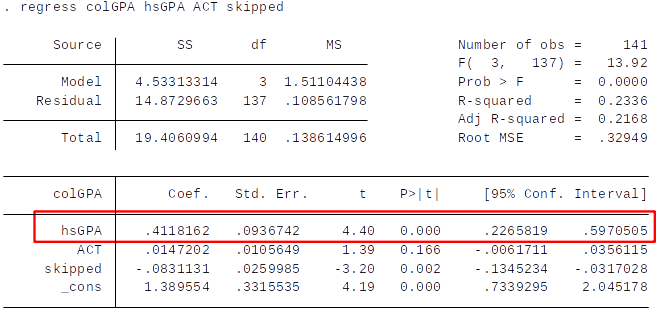 . regress colGPA hsGPA ACT skipped
Source SS df MS Number of obs = 141
F( 3, 137) = 13.92
Model 4.53313314 3 1.51104438 Prob > F = 0.0000
Residual 14.8729663 137 .108561798 R-squared = 0.2336
Adj R-squared = 0.2168
Total 19.4060994 140 .138614996 Root MSE = .32949
colGPA Coef. Std. Err. t P>|t| [95% Conf. Interval]
hsGPA .4118162 .0936742 4.40 0.000 .2265819 .5970505
ACT .0147202 .0105649 1.39 0.166 -.0061711 .0356115
skipped -.0831131 .0259985 -3.20 0.002 -.1345234 -.0317028
_cons 1.389554 .3315535 4.19 0.000 .7339295 2.045178